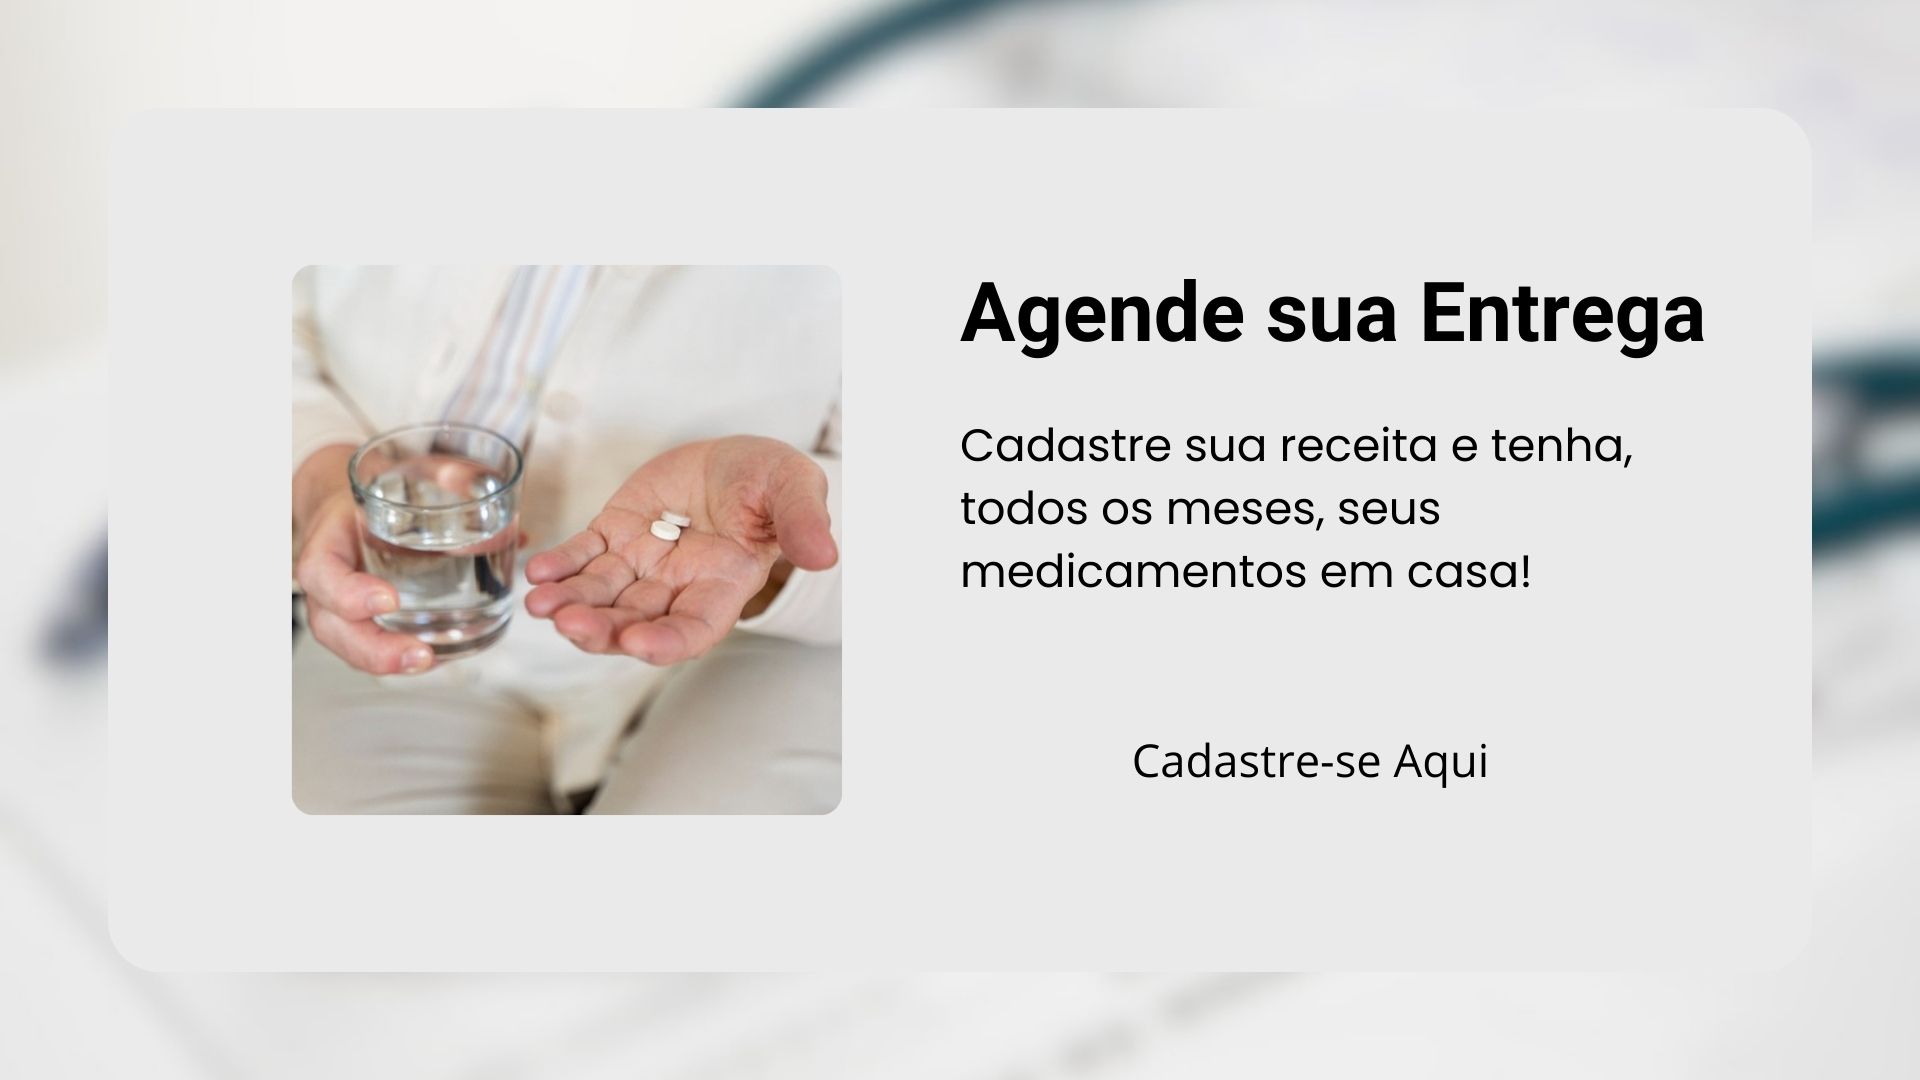 Agende sua Entrega
Cadastre sua receita e tenha,
todos os meses, seus
medicamentos em casa!
Cadastre-se Aqui